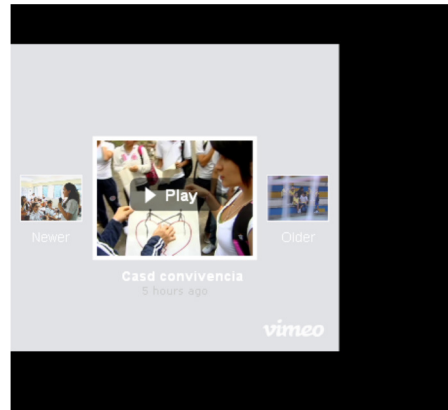 Play
Newer
Older
Casd convivencia
5 hours ago
vimeo